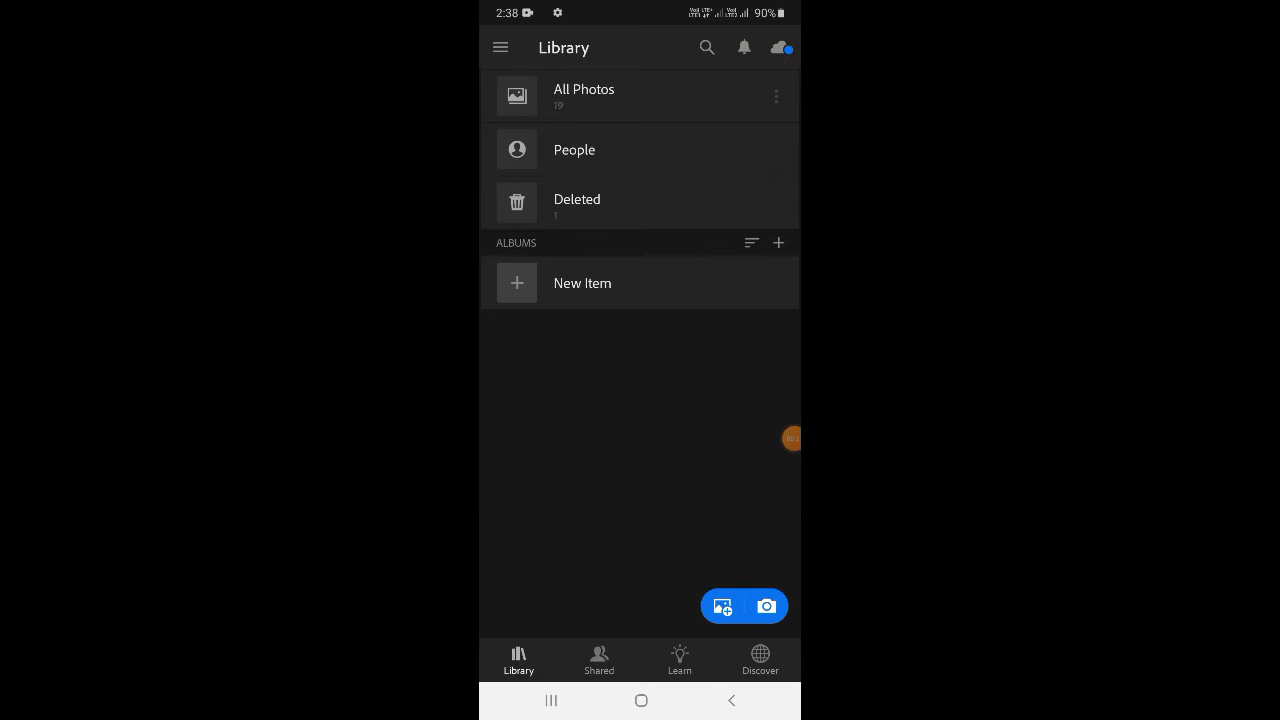 2:38 90%
Library
All Photos
19
People
Deleted
1
ALBUMS
New Item
Library Shared Learn Discover